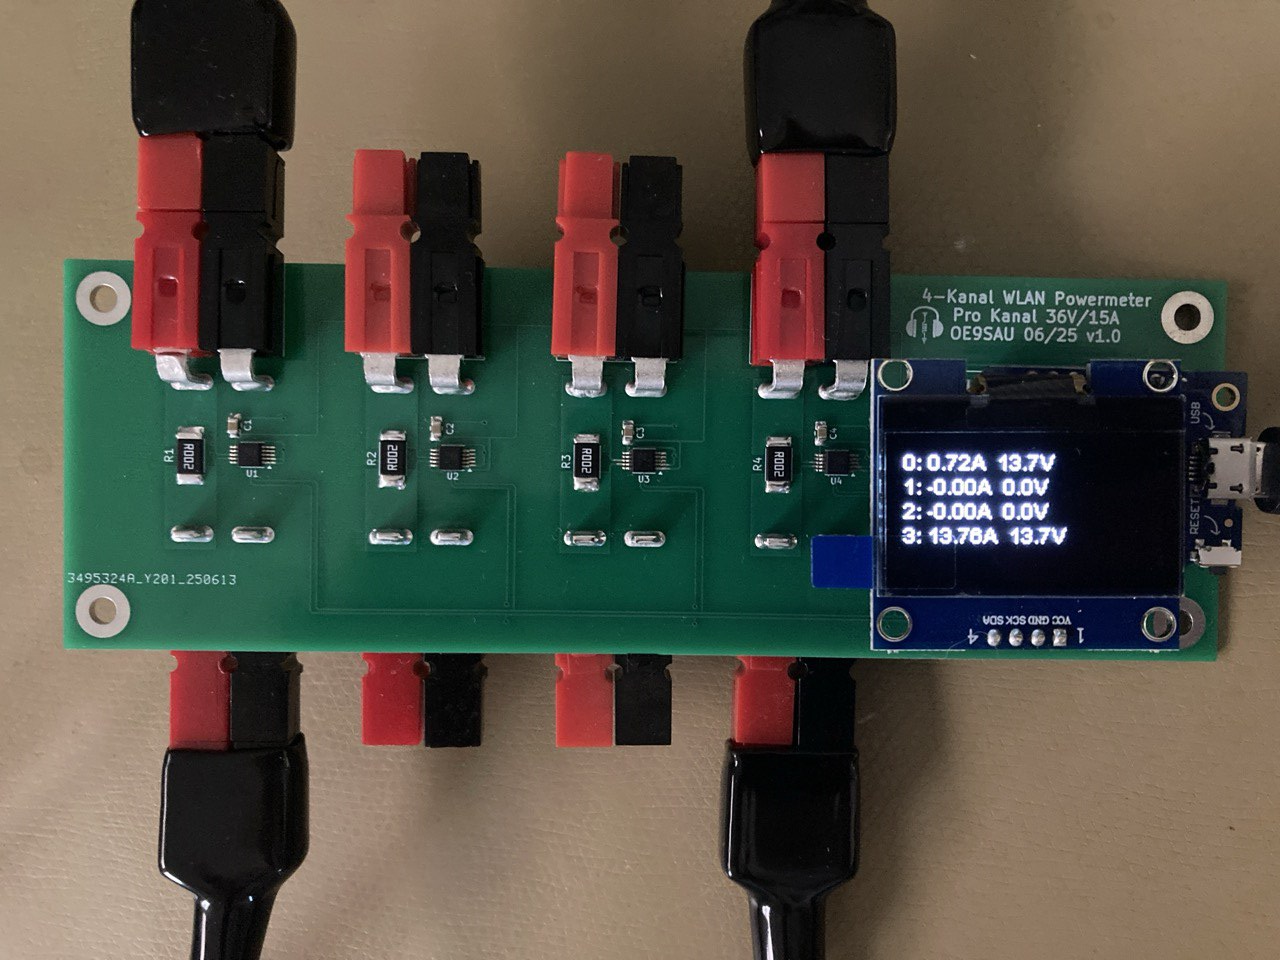 4-Kanal WLAN Powermeter
Pro Kanal 36V/15A
OE9SAU 06/25 v1.0
R1
R002
C1
U1
R2
R002
C2
U2
R3
R002
C3
U3
R4
R002
C4
U4
0: 0.72A 13.7V
1: -0.00A 0.0V
2: -0.00A 0.0V
3: 13.76A 13.7V
USB
RESET
3495324A_Y201_250613
4
VCC GND SCK SDA
1